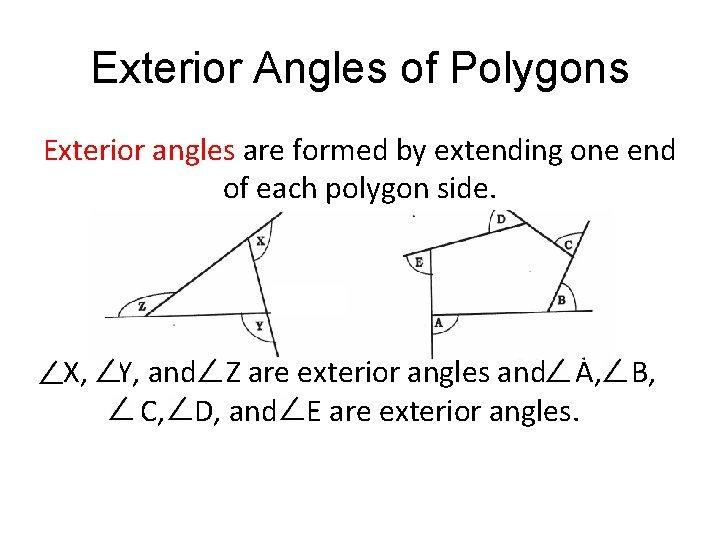 Exterior Angles of Polygons
Exterior angles are formed by extending one end
of each polygon side.
X
Z
Y
D
C
E
B
A
∠X, ∠Y, and∠Z are exterior angles and∠ A,∠ B,
∠ C,∠D, and∠E are exterior angles.